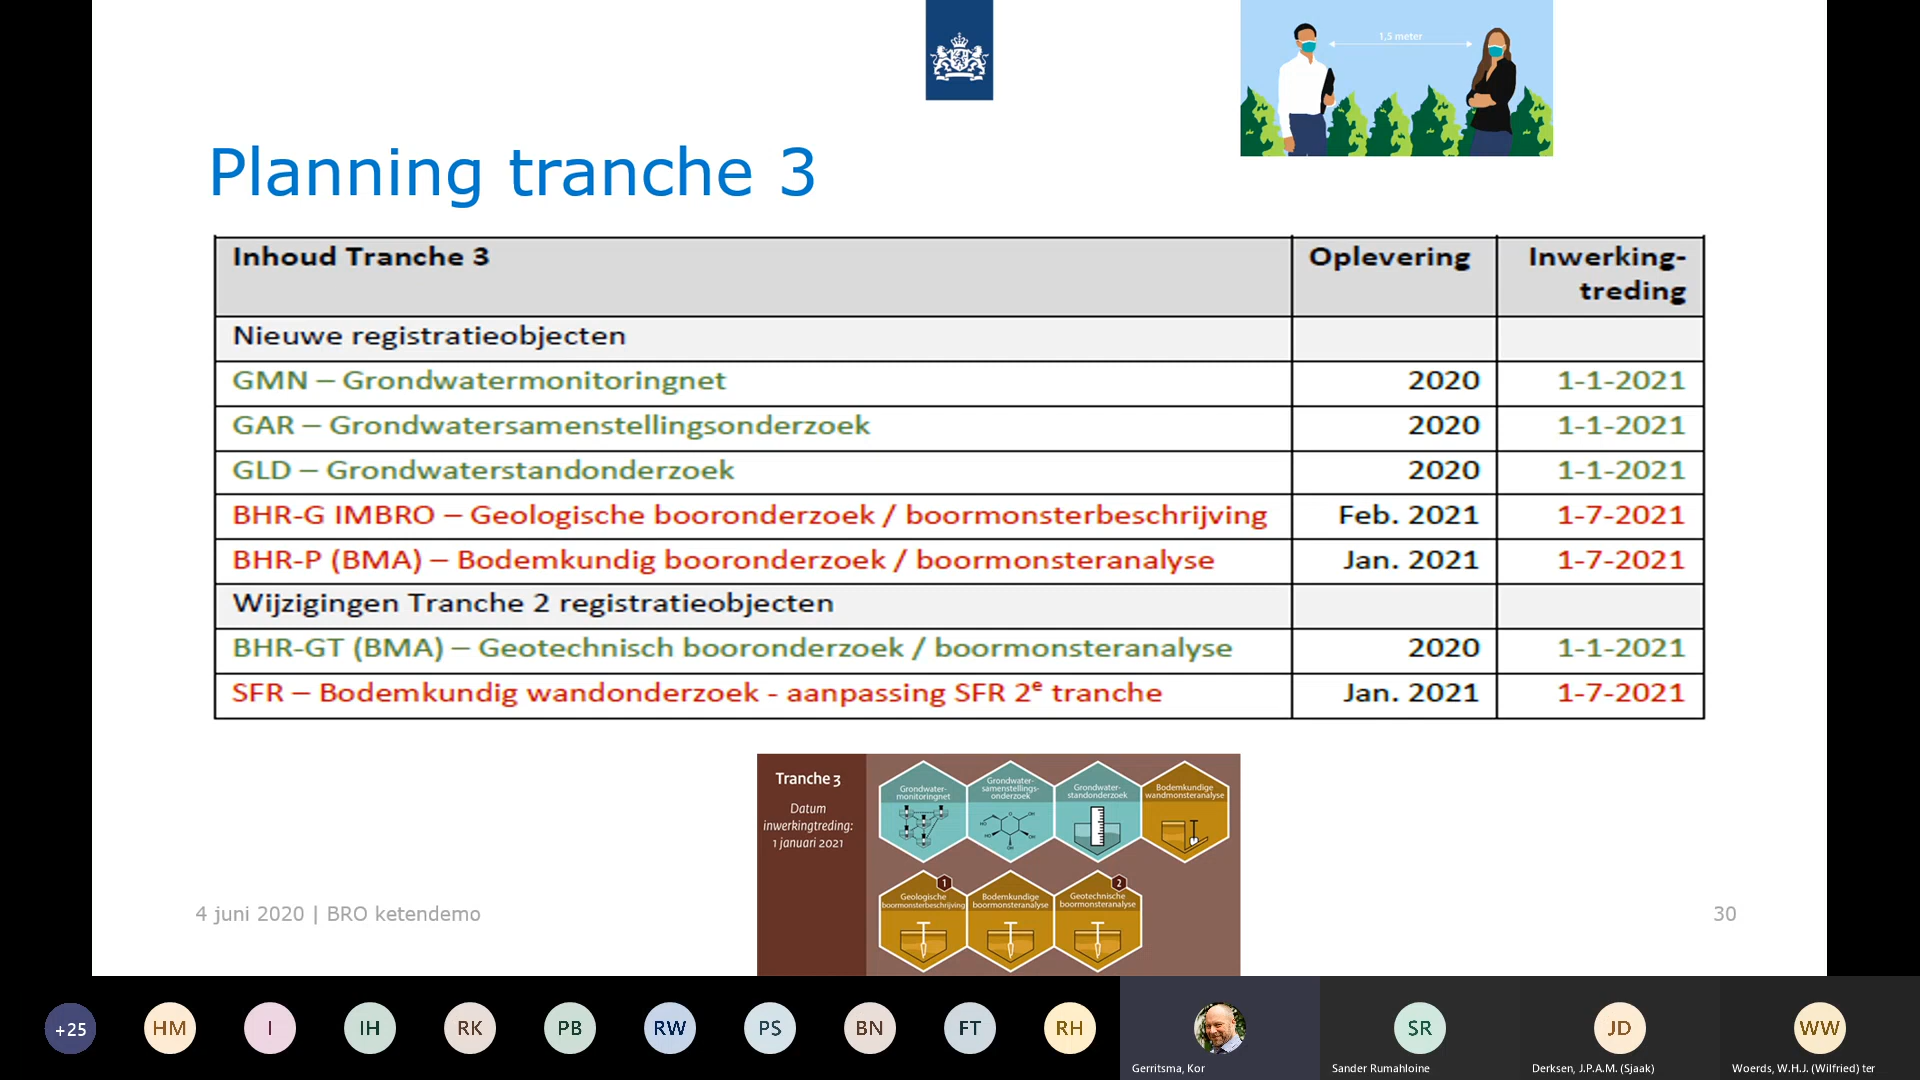 1,5 meter
Planning tranche 3
Inhoud Tranche 3 Oplevering Inwerking-
treding
Nieuwe registratieobjecten
GMN – Grondwatermonitoringnet 2020 1-1-2021
GAR – Grondwatersamenstellingsonderzoek 2020 1-1-2021
GLD – Grondwaterstandonderzoek 2020 1-1-2021
BHR-G IMBRO – Geologische booronderzoek / boormonsterbeschrijving Feb. 2021 1-7-2021
BHR-P (BMA) – Bodemkundig booronderzoek / boormonsteranalyse Jan. 2021 1-7-2021
Wijzigingen Tranche 2 registratieobjecten
BHR-GT (BMA) – Geotechnisch booronderzoek / boormonsteranalyse 2020 1-1-2021
SFR – Bodemkundig wandonderzoek - aanpassing SFR 2e tranche Jan. 2021 1-7-2021
Tranche 3
Datum
inwerkingtreding:
1 januari 2021
Grondwater-
monitoringnet
Grondwater-
samenstellings-
onderzoek
Grondwater-
standonderzoek
Bodemkundige
wandmonsteranalyse
1
Geologische
boormonsterbeschrijving
Bodemkundige
boormonsteranalyse
2
Geotechnische
boormonsteranalyse
4 juni 2020 | BRO ketendemo
30
+25 HM I IH RK PB RW PS BN FT RH SR JD WW
Gerritsma, Kor
Sander Rumahloine
Derksen, J.P.A.M. (Sjaak)
Woerds, W.H.J. (Wilfried) ter